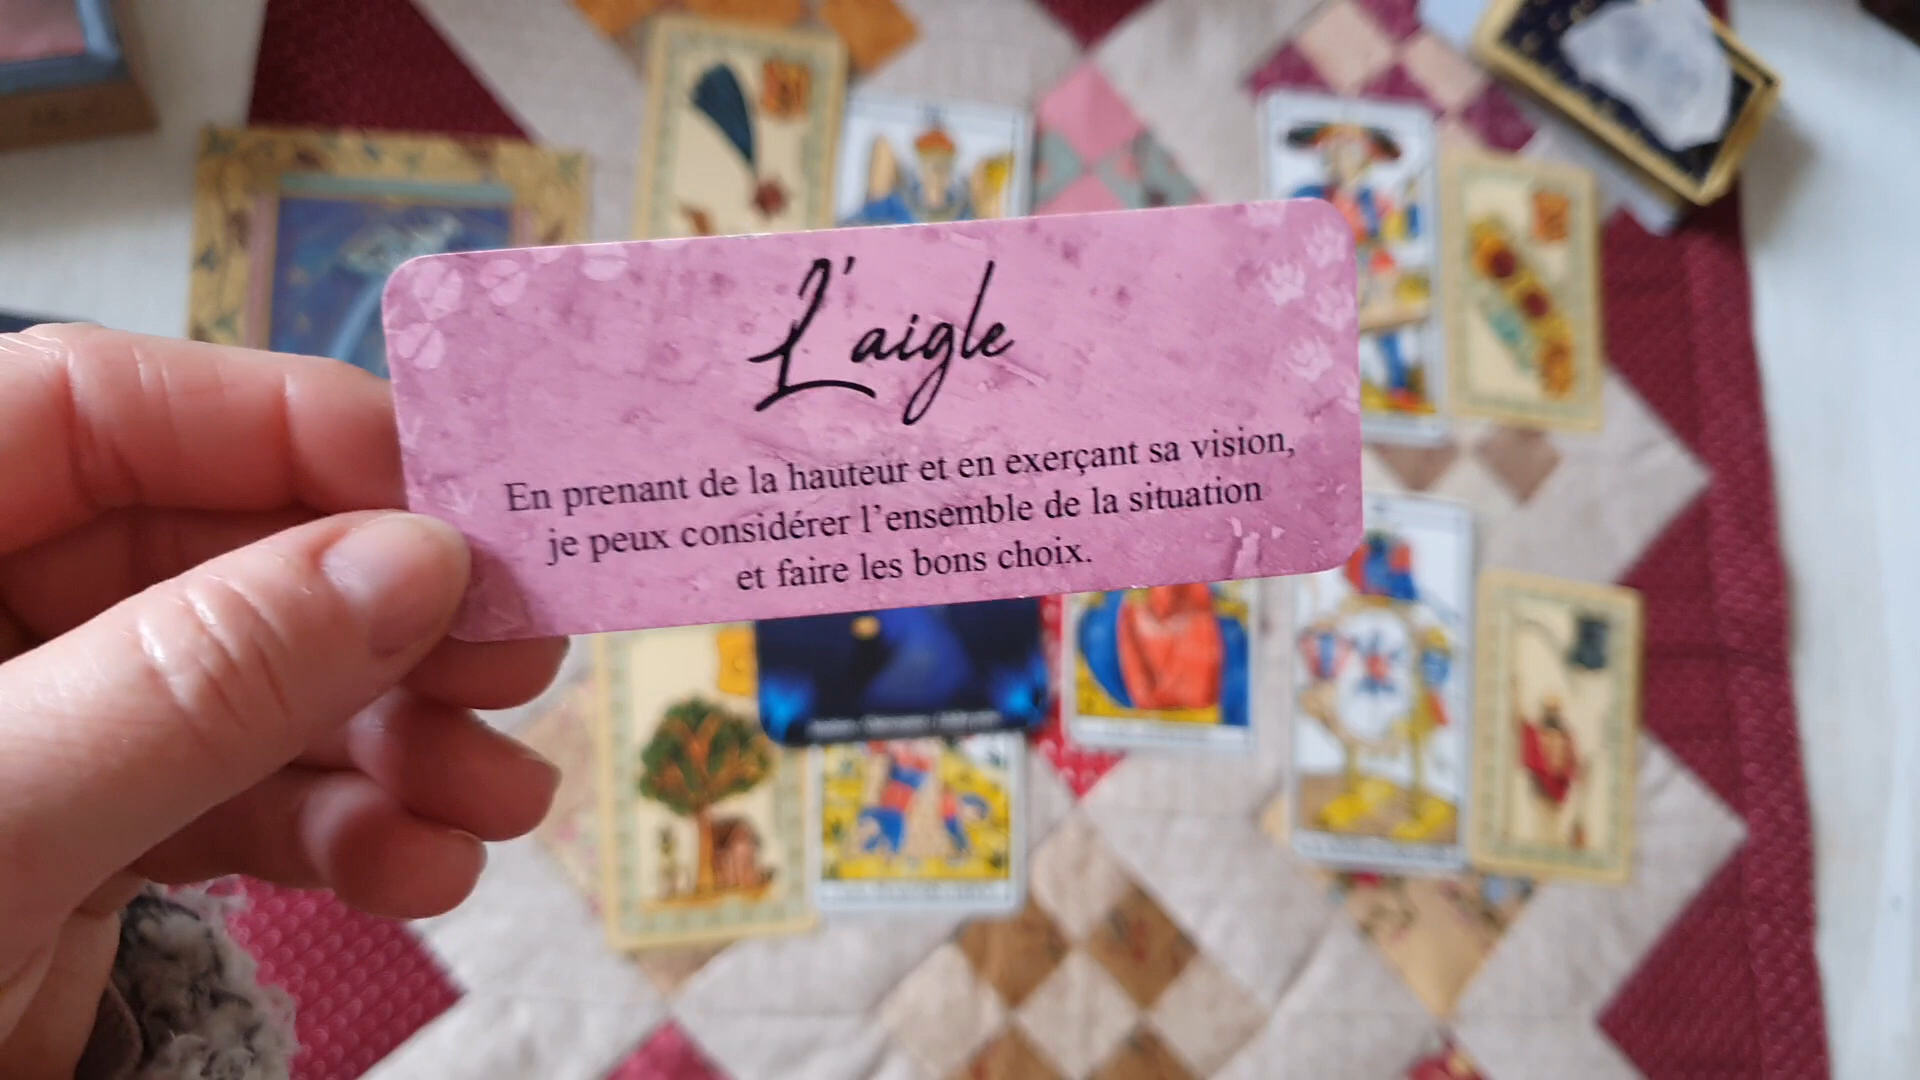 L'aigle
En prenant de la hauteur et en exerçant sa vision,
je peux considérer l’ensemble de la situation
et faire les bons choix.